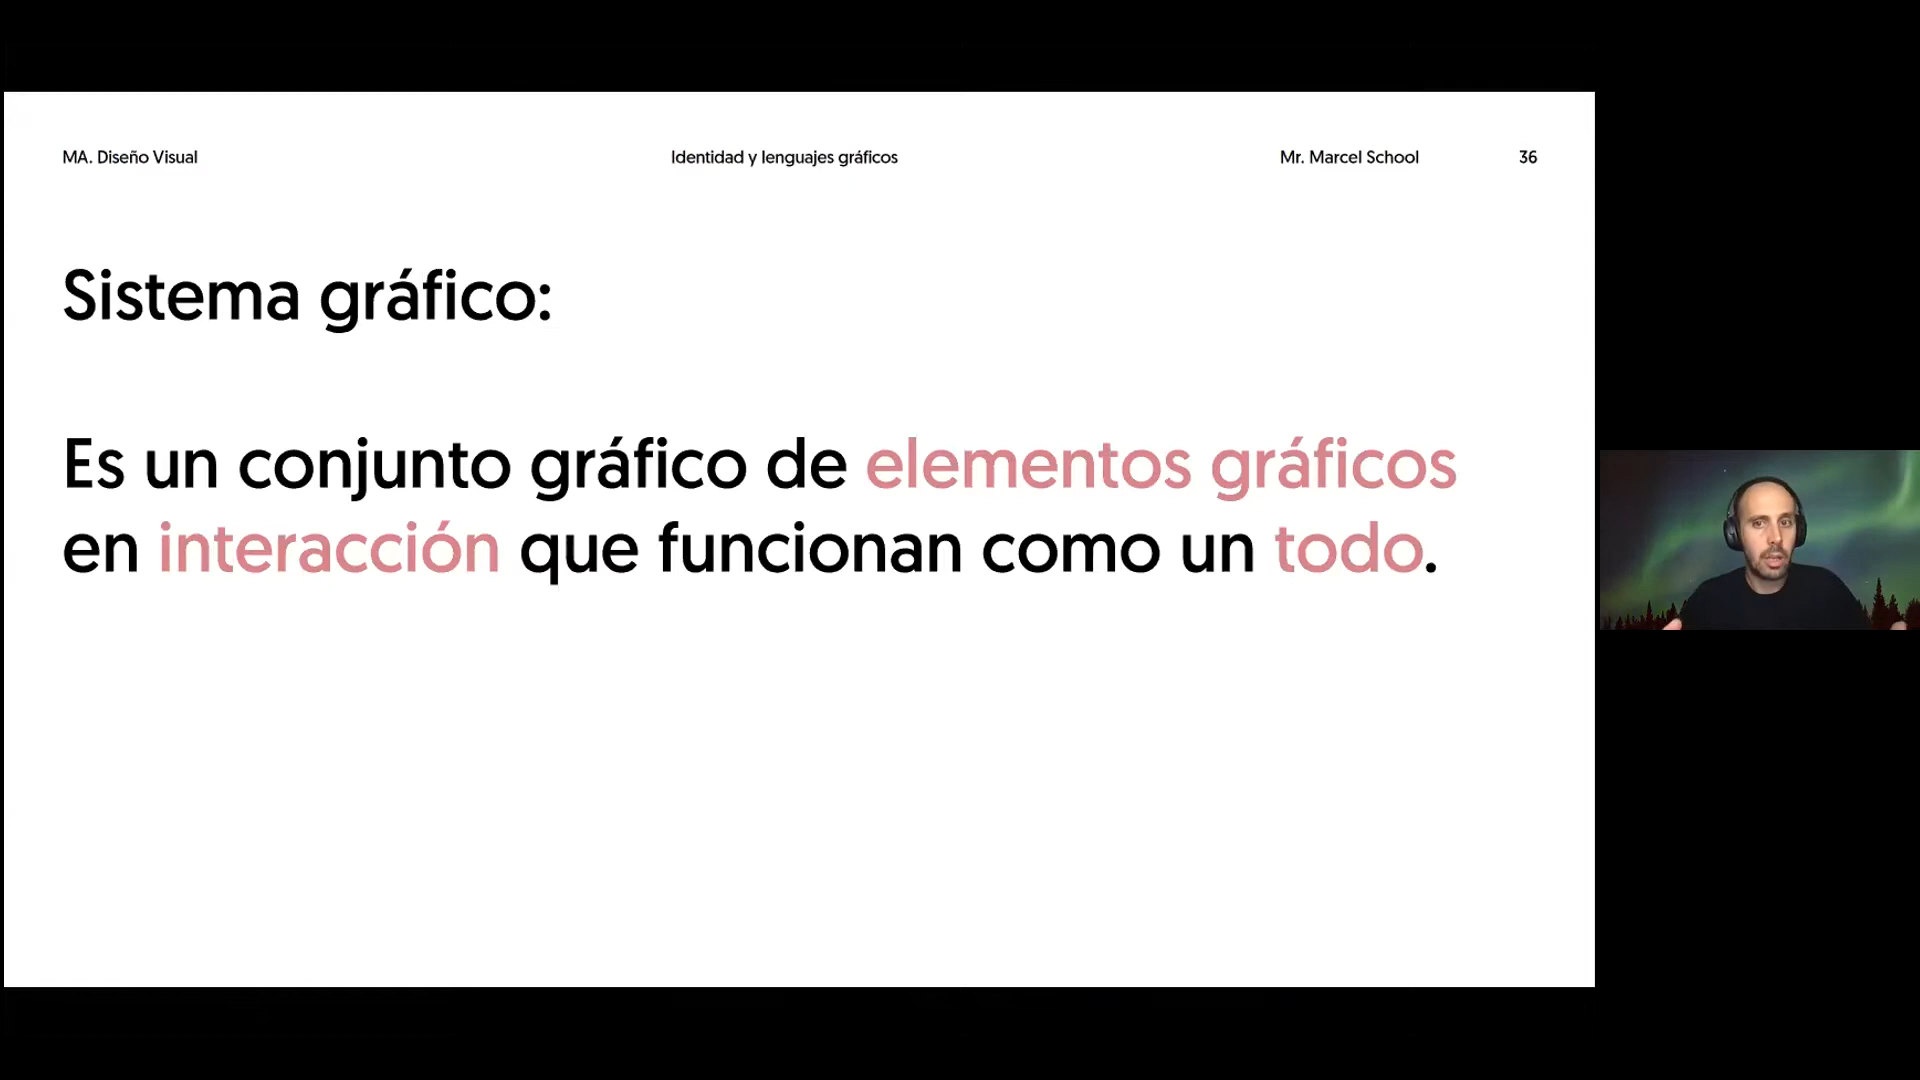 MA. Diseño Visual
Identidad y lenguajes gráficos
Mr. Marcel School
36
Sistema gráfico:
Es un conjunto gráfico de elementos gráficos
en interacción que funcionan como un todo.